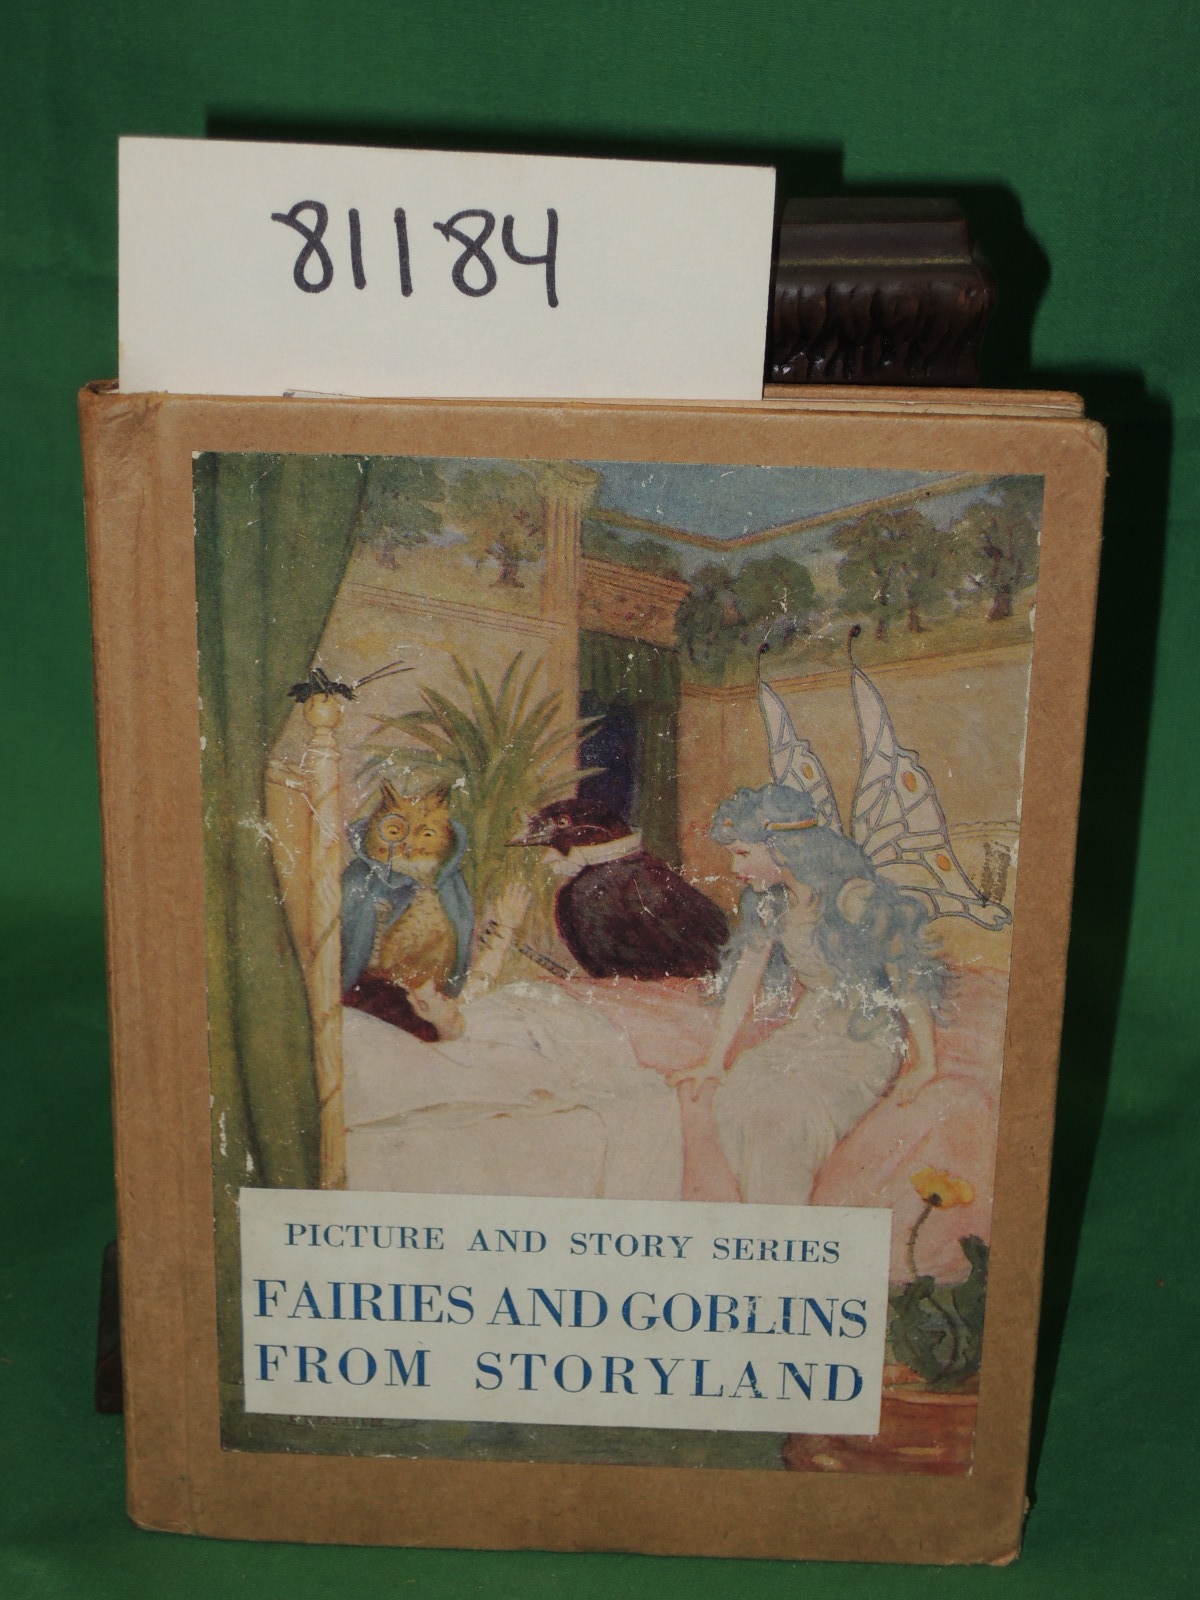 81184
PICTURE AND STORY SERIES
FAIRIES AND GOBLINS
FROM STORYLAND